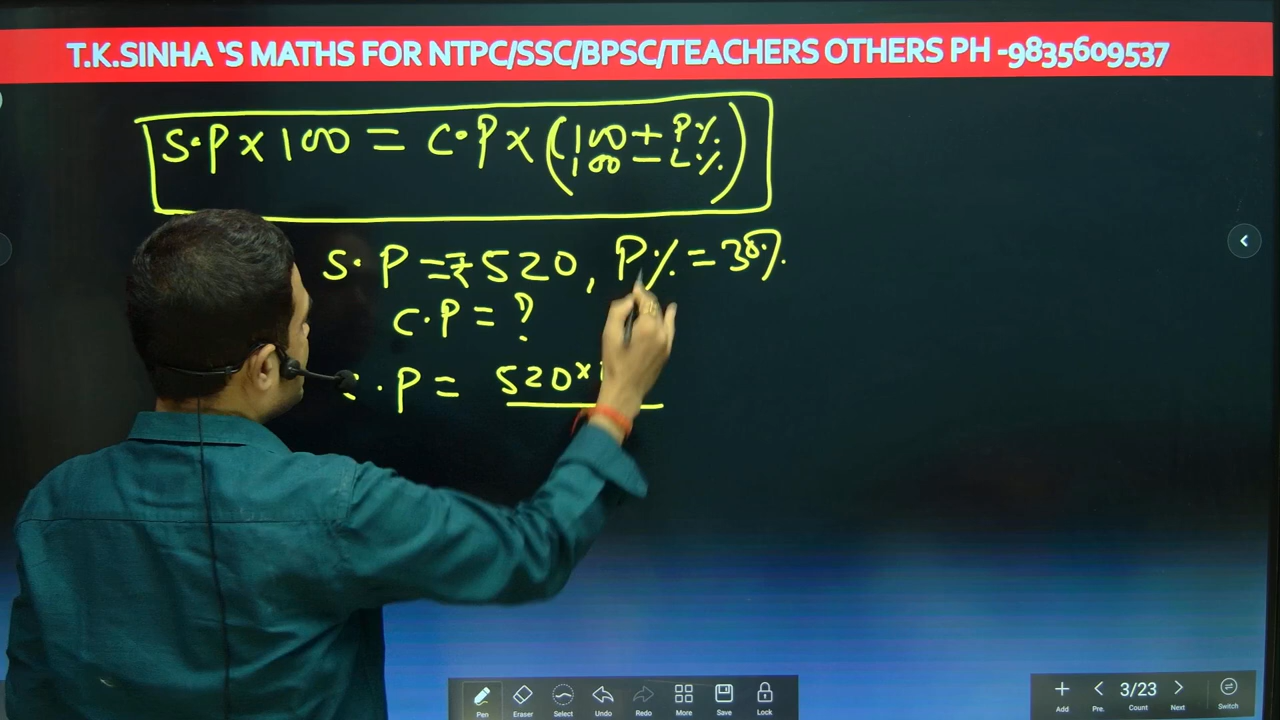 T.K.SINHA ‘S MATHS FOR NTPC/SSC/BPSC/TEACHERS OTHERS PH -9835609537
S.P x 100 = C.P x (100 + P% / 100 - L%)
S.P = ₹520, P% = 30%
C.P = ?
.P = 520 x
Pen Eraser Select Undo Redo More Save Lock
+ < 3/23 >
Add Pre. Count Next Switch